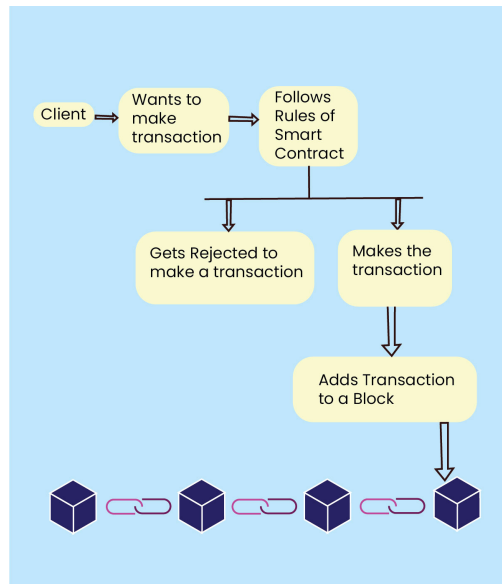 Client
Wants to
make
transaction
Follows
Rules of
Smart
Contract
Gets Rejected to
make a transaction
Makes the
transaction
Adds Transaction
to a Block